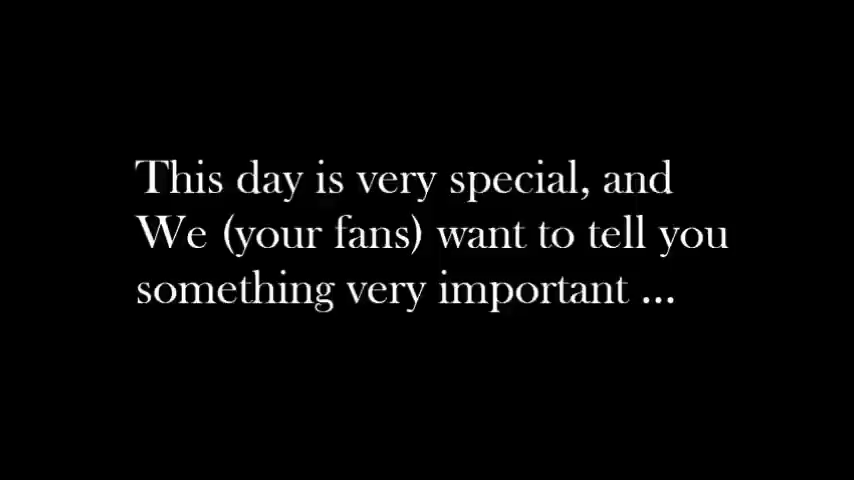 This day is very special, and
We (your fans) want to tell you
something very important ...